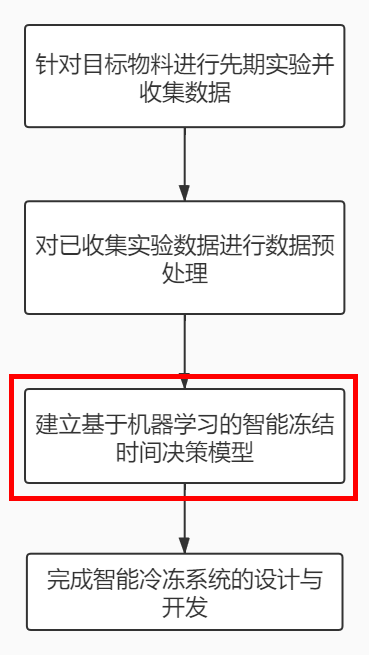 针对目标物料进行先期实验并
收集数据
对已收集实验数据进行数据预
处理
建立基于机器学习的智能冻结
时间决策模型
完成智能冷冻系统的设计与
开发